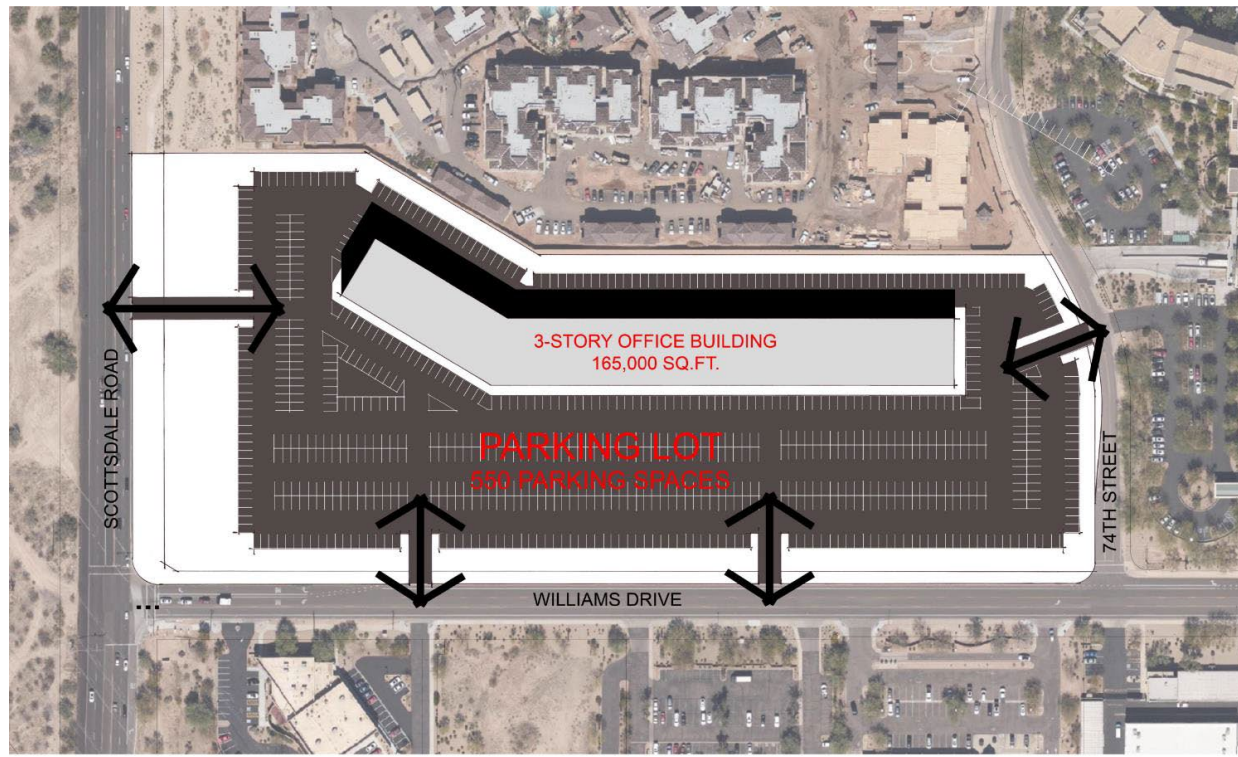 3-STORY OFFICE BUILDING
165,000 SQ.FT.
SCOTTSDALE ROAD
PARKING LOT
550 PARKING SPACES
74TH STREET
WILLIAMS DRIVE